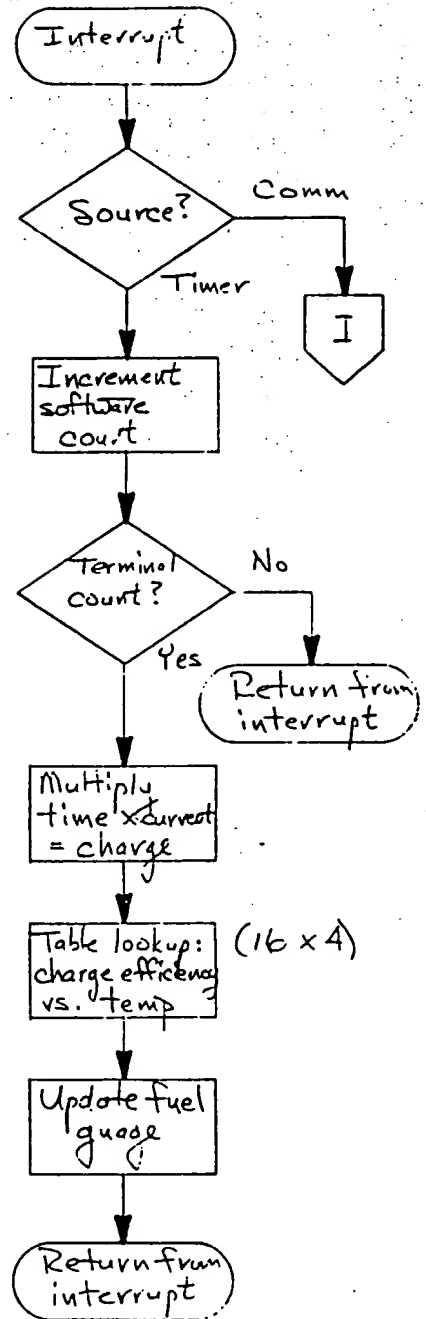 Interrupt
Source?
Comm
Timer
I
Increment
software
count
Terminal
count?
No
Yes
Return from
interrupt
Multiply
time x current
= charge
Table lookup:
charge efficiency
vs. temp
(16 x 4)
Update fuel
guage
Return from
interrupt